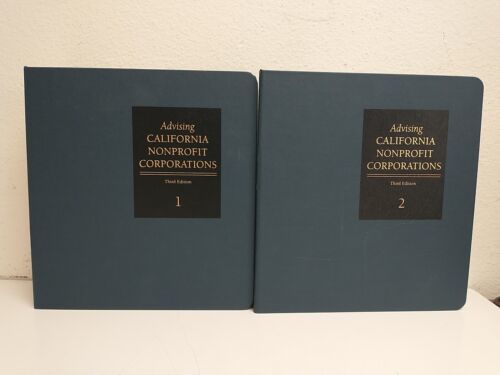 Advising
CALIFORNIA
NONPROFIT
CORPORATIONS
Third Edition
1
Advising
CALIFORNIA
NONPROFIT
CORPORATIONS
Third Edition
2